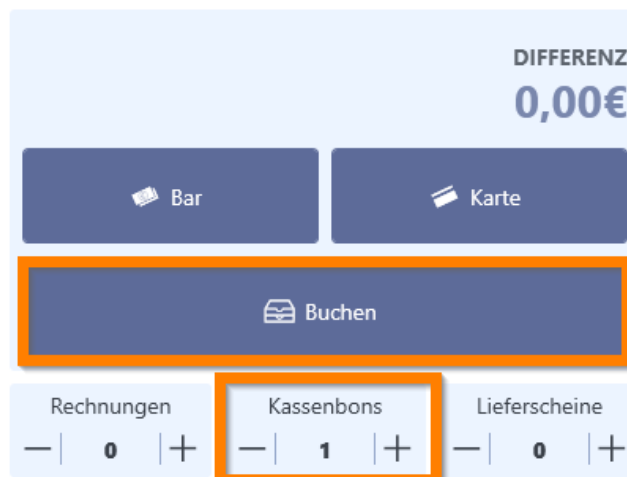 DIFFERENZ
0,00€
Bar
Karte
Buchen
Rechnungen
Kassenbons
Lieferscheine
— 0 +
— 1 +
— 0 +